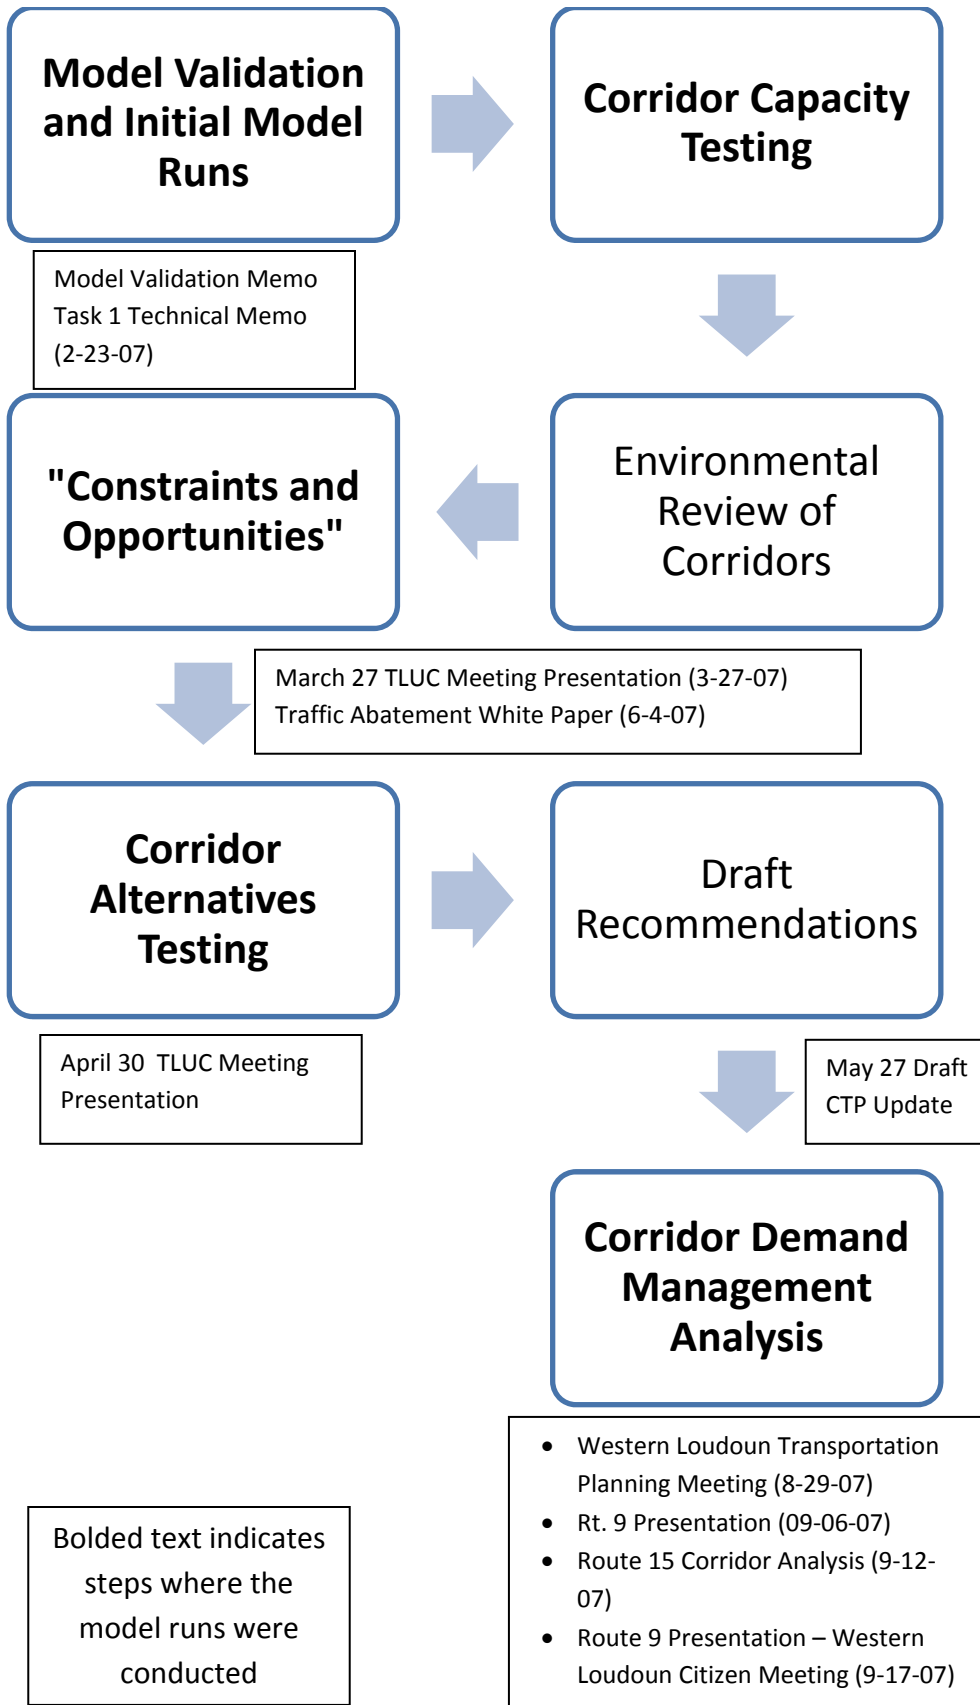 Model Validation
and Initial Model
Runs
Corridor Capacity
Testing
Model Validation Memo
Task 1 Technical Memo
(2-23-07)
Environmental
Review of
Corridors
"Constraints and
Opportunities"
March 27 TLUC Meeting Presentation (3-27-07)
Traffic Abatement White Paper (6-4-07)
Corridor
Alternatives
Testing
Draft
Recommendations
April 30  TLUC Meeting
Presentation
May 27 Draft
CTP Update
Corridor Demand
Management
Analysis
• Western Loudoun Transportation
Planning Meeting (8-29-07)
• Rt. 9 Presentation (09-06-07)
• Route 15 Corridor Analysis (9-12-
07)
• Route 9 Presentation – Western
Loudoun Citizen Meeting (9-17-07)
Bolded text indicates
steps where the
model runs were
conducted